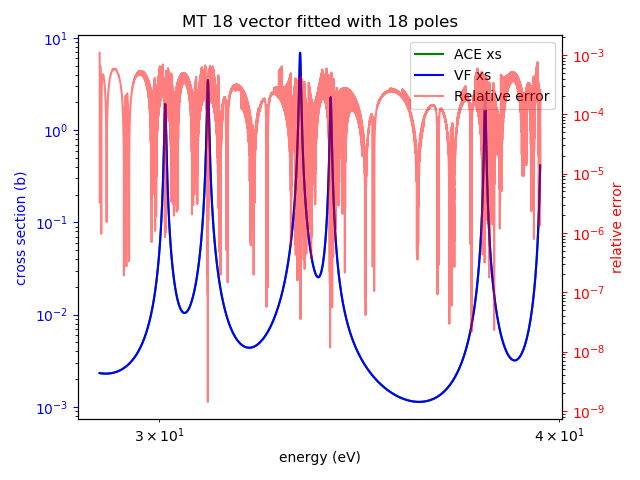 MT 18 vector fitted with 18 poles
ACE xs
VF xs
Relative error
cross section (b)
10¹
10⁰
10⁻¹
10⁻²
10⁻³
relative error
10⁻³
10⁻⁴
10⁻⁵
10⁻⁶
10⁻⁷
10⁻⁸
10⁻⁹
3 × 10¹
4 × 10¹
energy (eV)